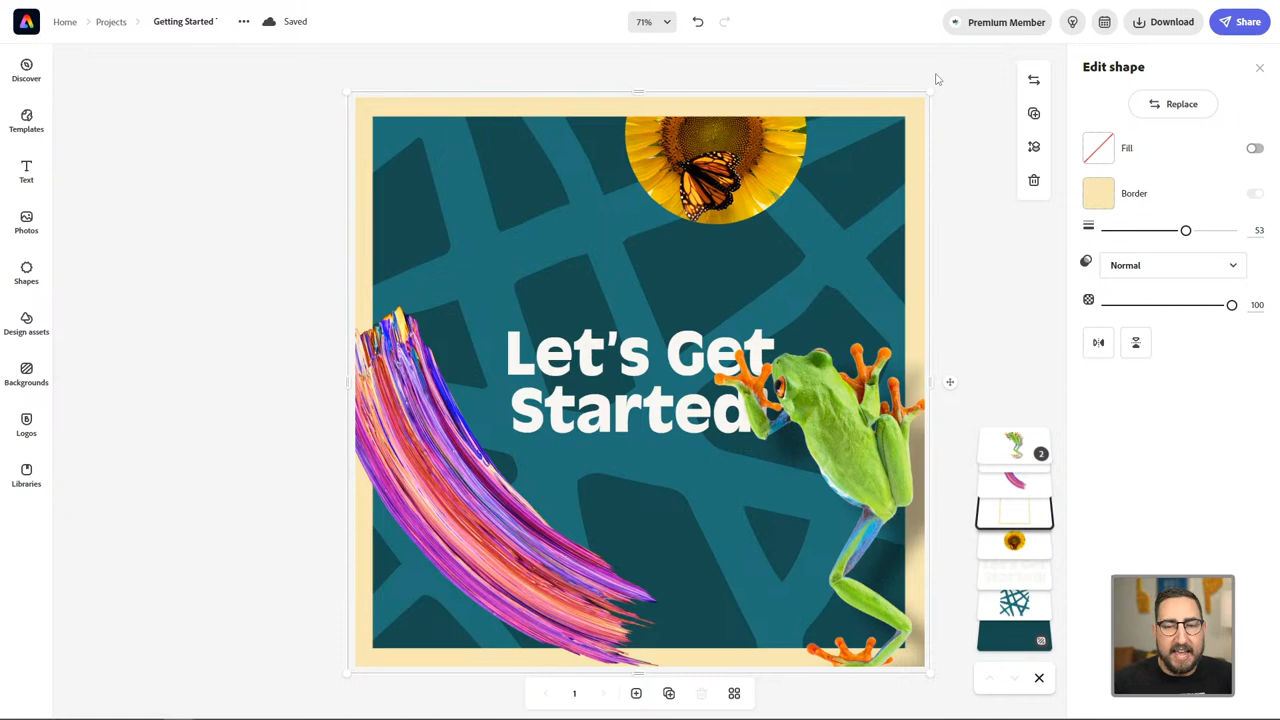 Home
Projects
Getting Started
71%
Saved
Premium Member
Download
Share
Discover
Templates
Text
Photos
Shapes
Design assets
Backgrounds
Logos
Libraries
Let's Get
Started
2
1
Edit shape
Replace
Fill
Border
53
Normal
100